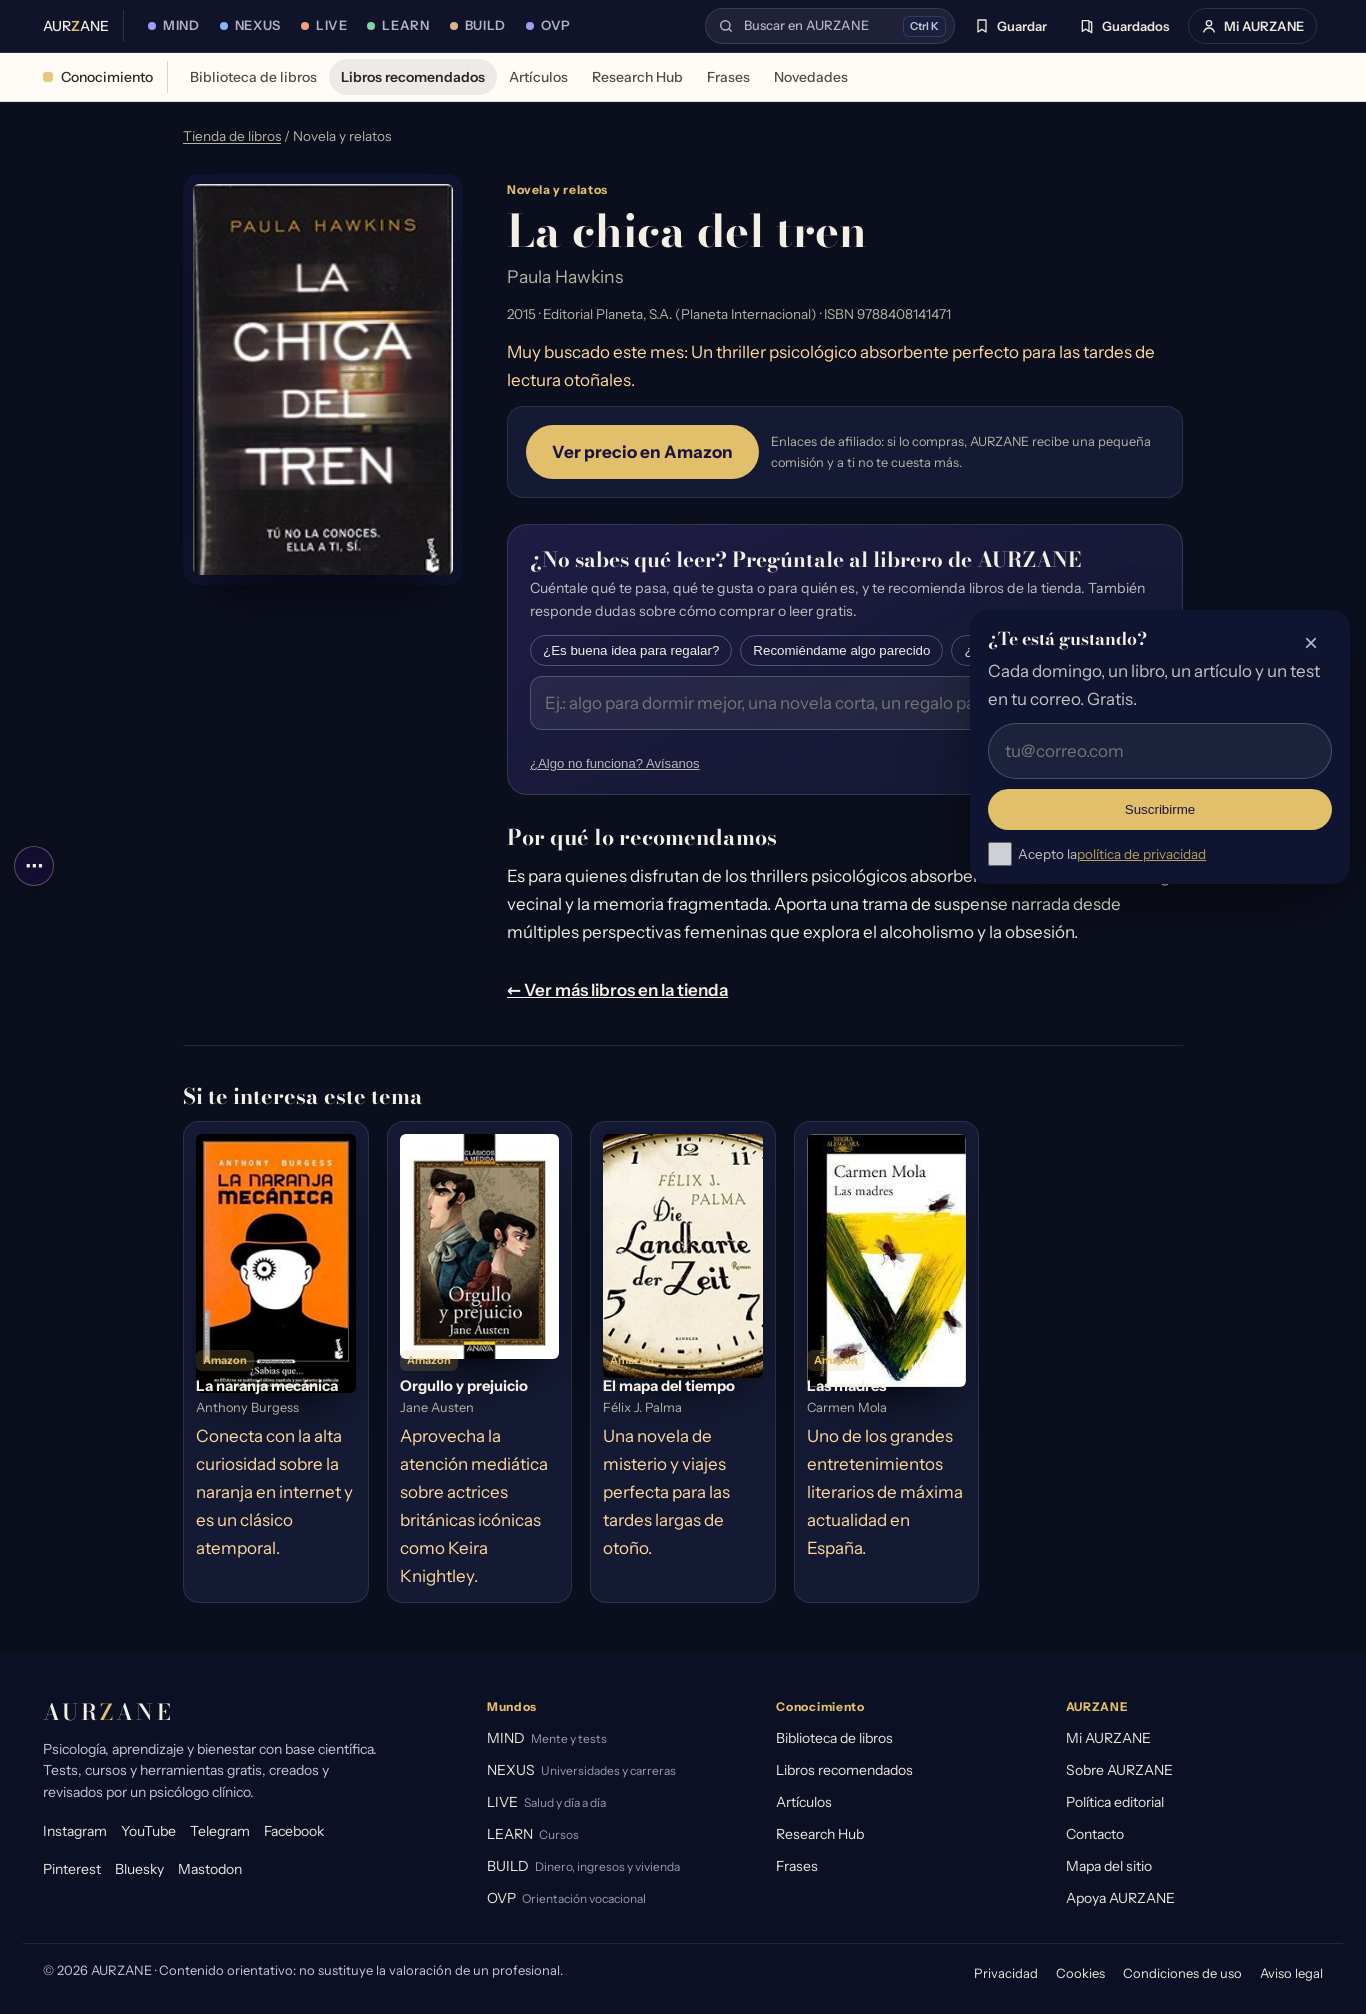 AURZANE
MIND NEXUS LIVE LEARN BUILD OVP
Buscar en AURZANE Ctrl K
Guardar
Guardados
Mi AURZANE
Conocimiento
Biblioteca de libros
Libros recomendados
Artículos
Research Hub
Frases
Novedades
Tienda de libros / Novela y relatos
PAULA HAWKINS
LA
CHICA
DEL
TREN
TÚ NO LA CONOCES.
ELLA A TI, SÍ.
Booket
Novela y relatos
La chica del tren
Paula Hawkins
2015 · Editorial Planeta, S.A. (Planeta Internacional) · ISBN 9788408141471
Muy buscado este mes: Un thriller psicológico absorbente perfecto para las tardes de
lectura otoñales.
Ver precio en Amazon
Enlaces de afiliado: si lo compras, AURZANE recibe una pequeña
comisión y a ti no te cuesta más.
¿No sabes qué leer? Pregúntale al librero de AURZANE
Cuéntale qué te pasa, qué te gusta o para quién es, y te recomienda libros de la tienda. También
responde dudas sobre cómo comprar o leer gratis.
¿Es buena idea para regalar?
Recomiéndame algo parecido
¿
Ej.: algo para dormir mejor, una novela corta, un regalo pa
¿Algo no funciona? Avísanos
¿Te está gustando?
×
Cada domingo, un libro, un artículo y un test
en tu correo. Gratis.
tu@correo.com
Suscribirme
Acepto la política de privacidad
⋯
Por qué lo recomendamos
Es para quienes disfrutan de los thrillers psicológicos
vecinal y la memoria fragmentada. Aporta una trama de suspense narrada desde
múltiples perspectivas femeninas que explora el alcoholismo y la obsesión.
← Ver más libros en la tienda
Si te interesa este tema
ANTHONY BURGESS
LA NARANJA
MECÁNICA
¿Sabías que...
Amazon
La naranja mecánica
Anthony Burgess
Conecta con la alta
curiosidad sobre la
naranja en internet y
es un clásico
atemporal.
CLÁSICOS
A MEDIDA
Orgullo
y prejuicio
Jane Austen
ANAYA
Amazon
Orgullo y prejuicio
Jane Austen
Aprovecha la
atención mediática
sobre actrices
británicas icónicas
como Keira
Knightley.
11 12 11
FÉLIX J.
PALMA
Die
Landkarte
der Zeit
Roman
5 7
KINDLER
Amazon
El mapa del tiempo
Félix J. Palma
Una novela de
misterio y viajes
perfecta para las
tardes largas de
otoño.
NEGRA
ALFAGUARA
Carmen Mola
Las madres
Amazon
Las madres
Carmen Mola
Uno de los grandes
entretenimientos
literarios de máxima
actualidad en
España.
AURZANE
Psicología, aprendizaje y bienestar con base científica.
Tests, cursos y herramientas gratis, creados y
revisados por un psicólogo clínico.
Instagram YouTube Telegram Facebook
Pinterest Bluesky Mastodon
Mundos
MIND Mente y tests
NEXUS Universidades y carreras
LIVE Salud y día a día
LEARN Cursos
BUILD Dinero, ingresos y vivienda
OVP Orientación vocacional
Conocimiento
Biblioteca de libros
Libros recomendados
Artículos
Research Hub
Frases
AURZANE
Mi AURZANE
Sobre AURZANE
Política editorial
Contacto
Mapa del sitio
Apoya AURZANE
© 2026 AURZANE · Contenido orientativo: no sustituye la valoración de un profesional.
Privacidad Cookies Condiciones de uso Aviso legal